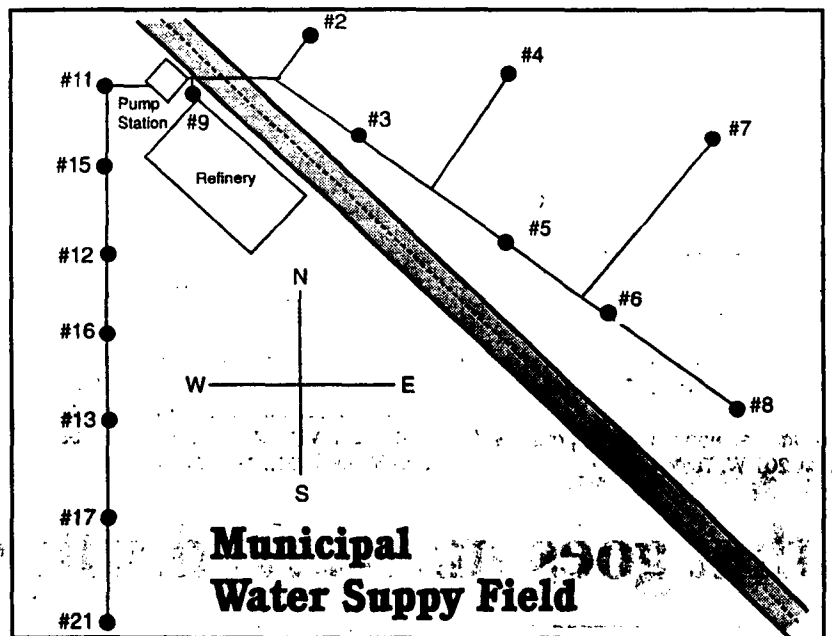 #2
#4
#11
Pump
Station
#9
#3
#7
#15
Refinery
#5
#12
N
#6
#16
W E
#8
#13
S
#17
Municipal
Water Suppy Field
#21